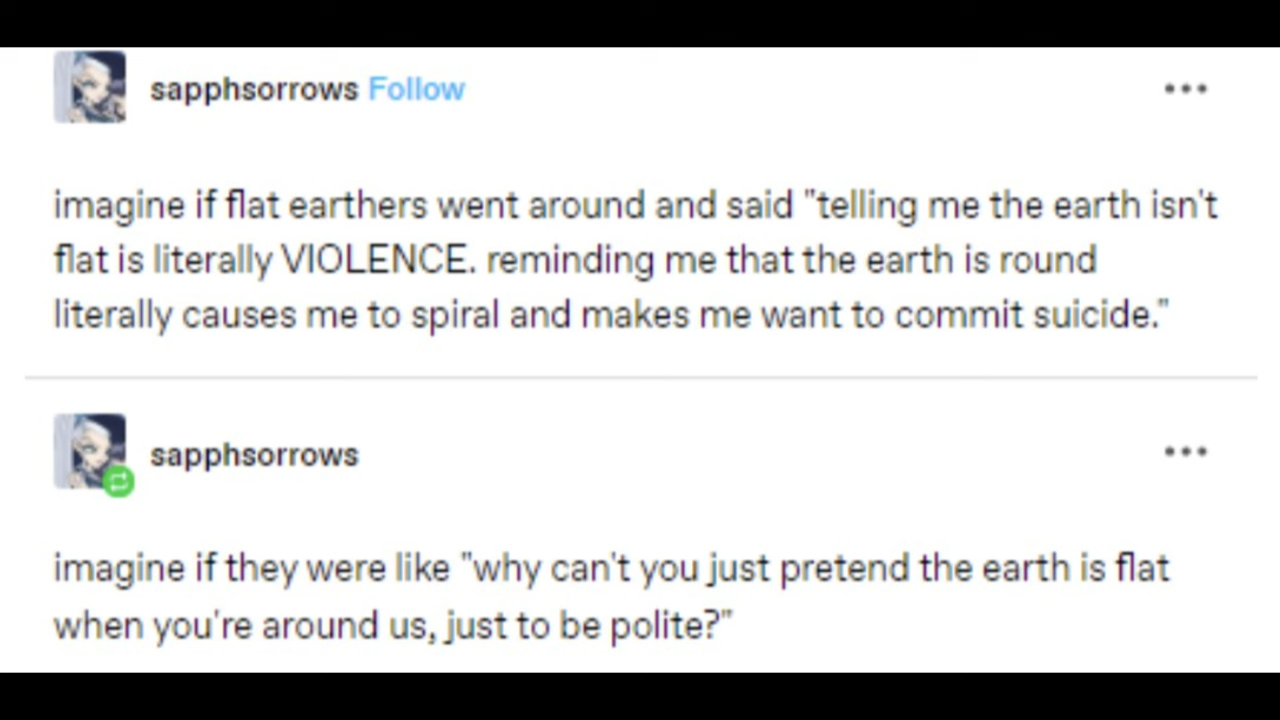 sapphsorrows Follow
imagine if flat earthers went around and said "telling me the earth isn't
flat is literally VIOLENCE. reminding me that the earth is round
literally causes me to spiral and makes me want to commit suicide."
sapphsorrows
imagine if they were like "why can't you just pretend the earth is flat
when you're around us, just to be polite?"